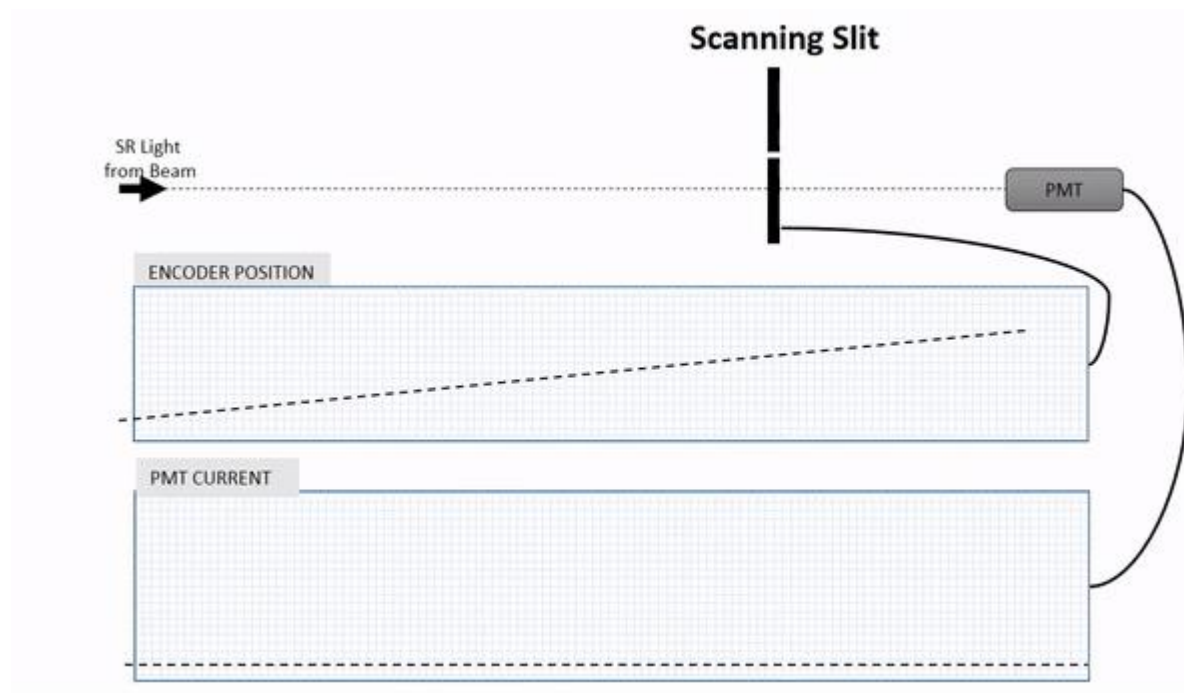 Scanning Slit
SR Light
from Beam
PMT
ENCODER POSITION
PMT CURRENT